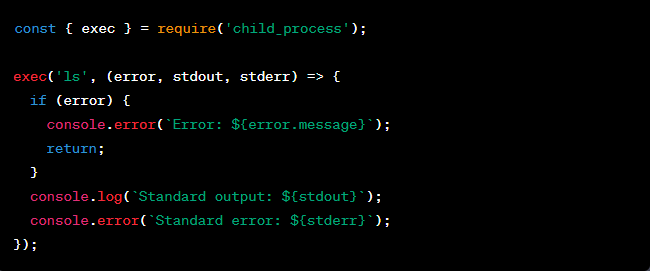 const { exec } = require('child_process');
exec('ls', (error, stdout, stderr) => {
if (error) {
console.error(`Error: ${error.message}`);
return;
}
console.log(`Standard output: ${stdout}`);
console.error(`Standard error: ${stderr}`);
});